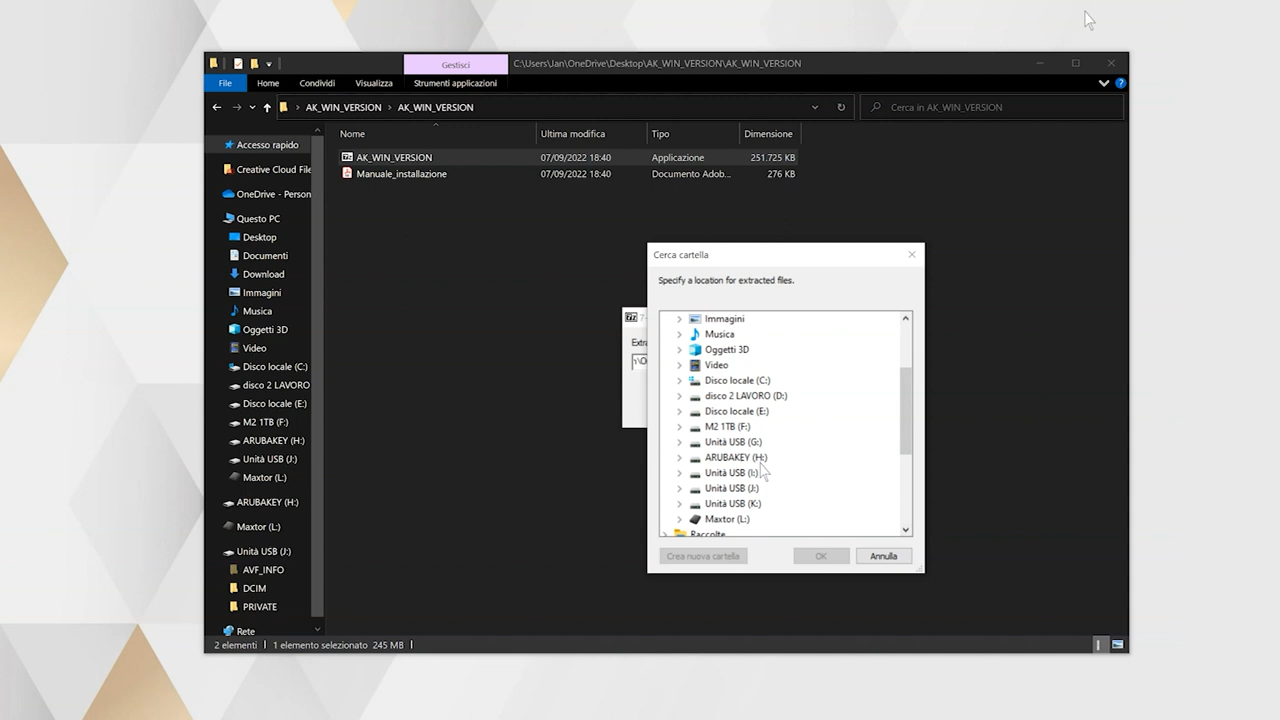 Gestisci
C:\Users\Jan\OneDrive\Desktop\AK_WIN_VERSION\AK_WIN_VERSION
File
Home
Condividi
Visualizza
Strumenti applicazioni
AK_WIN_VERSION
AK_WIN_VERSION
Cerca in AK_WIN_VERSION
Nome
Ultima modifica
Tipo
Dimensione
AK_WIN_VERSION 07/09/2022 18:40 Applicazione 251.725 KB
Manuale_installazione 07/09/2022 18:40 Documento Adob... 276 KB
Accesso rapido
Creative Cloud File
OneDrive - Person
Questo PC
Desktop
Documenti
Download
Immagini
Musica
Oggetti 3D
Video
Disco locale (C:)
disco 2 LAVORO
Disco locale (E:)
M2 1TB (F:)
ARUBAKEY (H:)
Unità USB (J:)
Maxtor (L:)
ARUBAKEY (H:)
Maxtor (L:)
Unità USB (J:)
AVF_INFO
DCIM
PRIVATE
Rete
Cerca cartella
Specify a location for extracted files.
Immagini
Musica
Oggetti 3D
Video
Disco locale (C:)
disco 2 LAVORO (D:)
Disco locale (E:)
M2 1TB (F:)
Unità USB (G:)
ARUBAKEY (H:)
Unità USB (I:)
Unità USB (J:)
Unità USB (K:)
Maxtor (L:)
Raccolte
Crea nuova cartella
OK
Annulla
2 elementi
1 elemento selezionato 245 MB